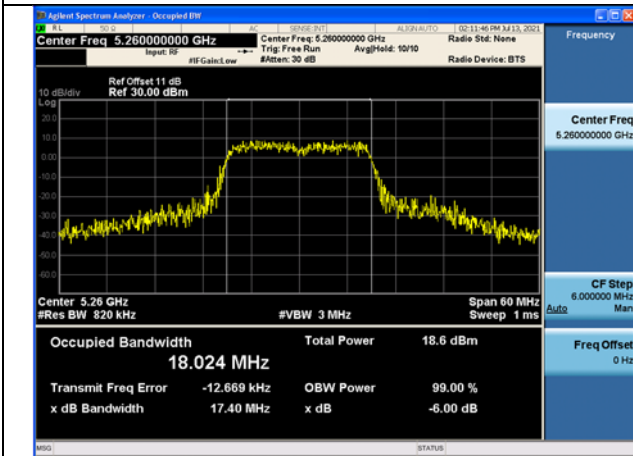 Agilent Spectrum Analyzer - Occupied BW
RL 50 Ω AC SENSE:INT ALIGN AUTO 02:11:46 PM Jul 13, 2021
Center Freq 5.260000000 GHz Center Freq: 5.260000000 GHz Radio Std: None Frequency
Input: RF Trig: Free Run Avg|Hold: 10/10
#IFGain:Low #Atten: 30 dB Radio Device: BTS
Ref Offset 11 dB
10 dB/div Ref 30.00 dBm
Log
20.0
10.0
0.00
-10.0
-20.0
-30.0
-40.0
-50.0
-60.0
Center Freq
5.260000000 GHz
Center 5.26 GHz Span 60 MHz
#Res BW 820 kHz #VBW 3 MHz Sweep 1 ms
CF Step
6.000000 MHz
Auto Man
Occupied Bandwidth Total Power 18.6 dBm
18.024 MHz
Freq Offset
0 Hz
Transmit Freq Error -12.669 kHz OBW Power 99.00 %
x dB Bandwidth 17.40 MHz x dB -6.00 dB
MSG STATUS